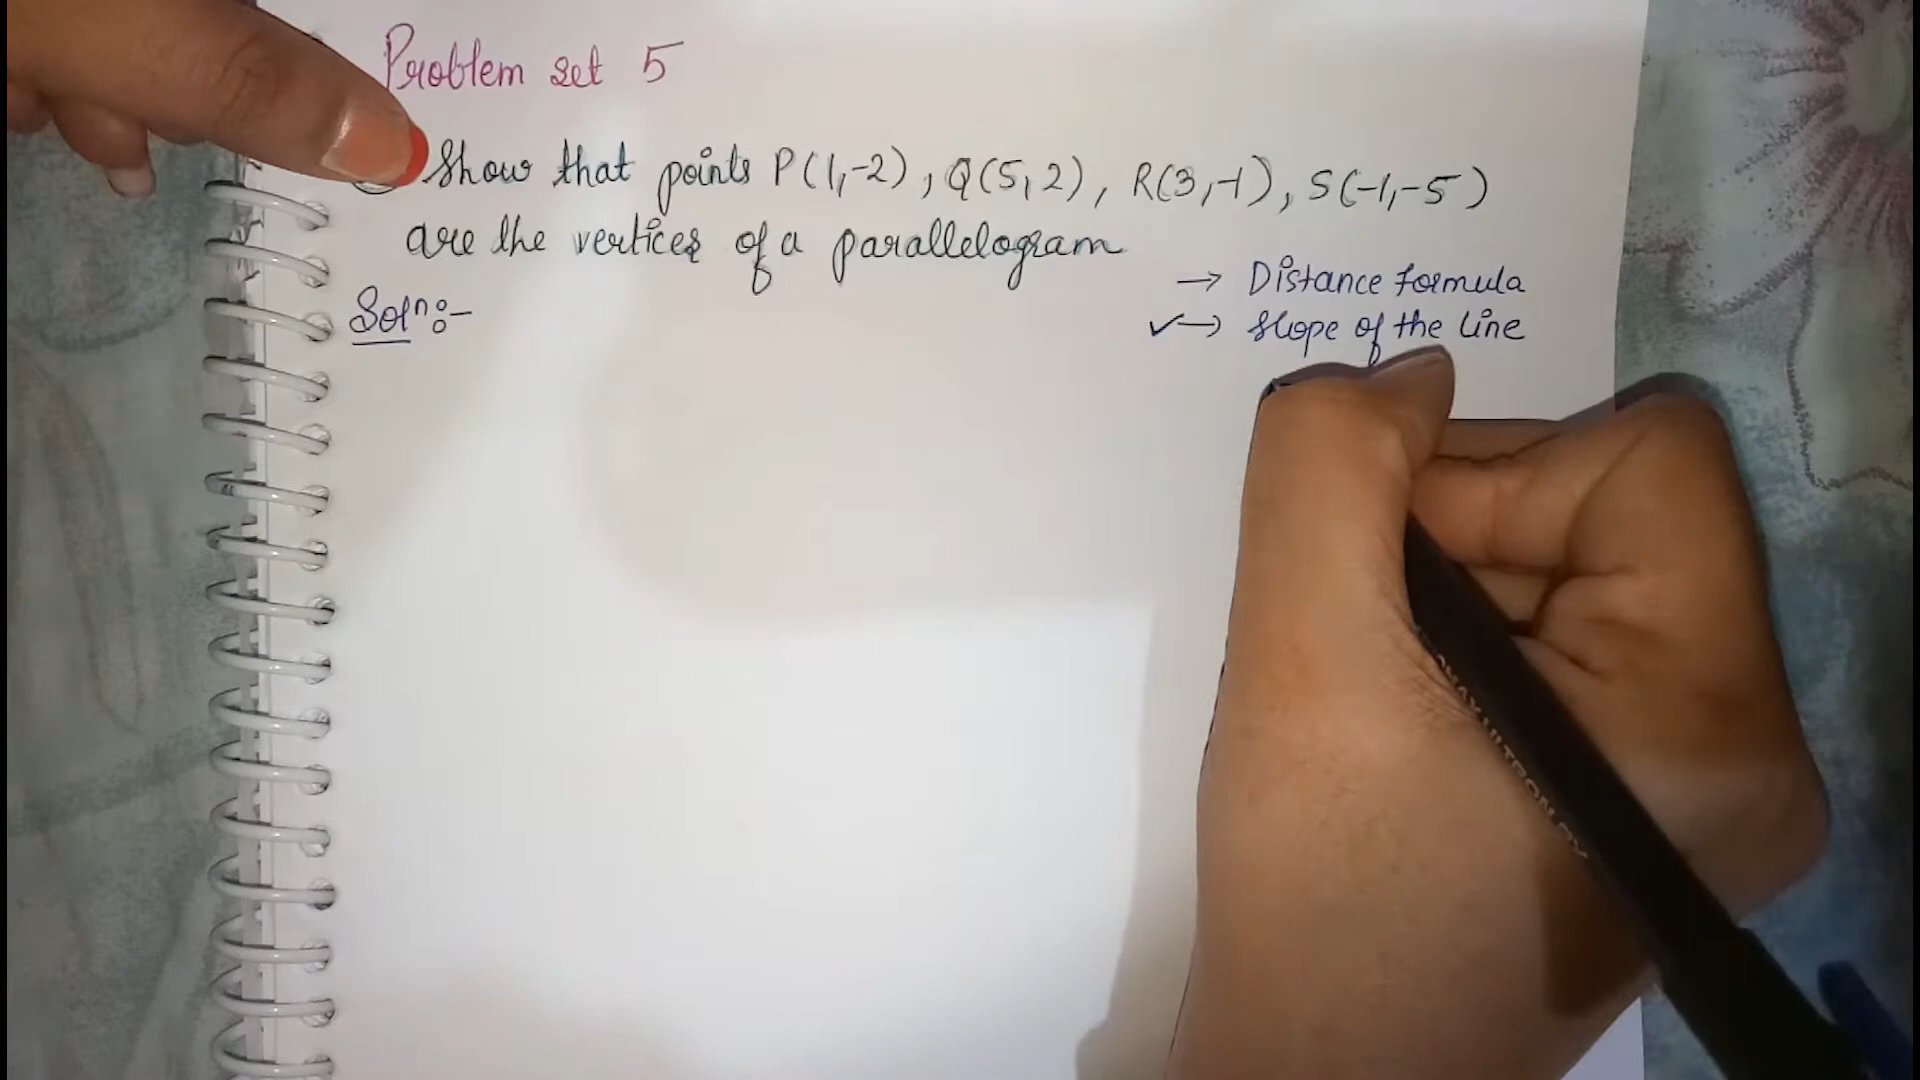 Problem set 5
Show that points P(1,-2), Q(5,2), R(3,-1), S(-1,-5)
are the vertices of a parallelogram
→ Distance formula
Solⁿ:-
✓→ slope of the line